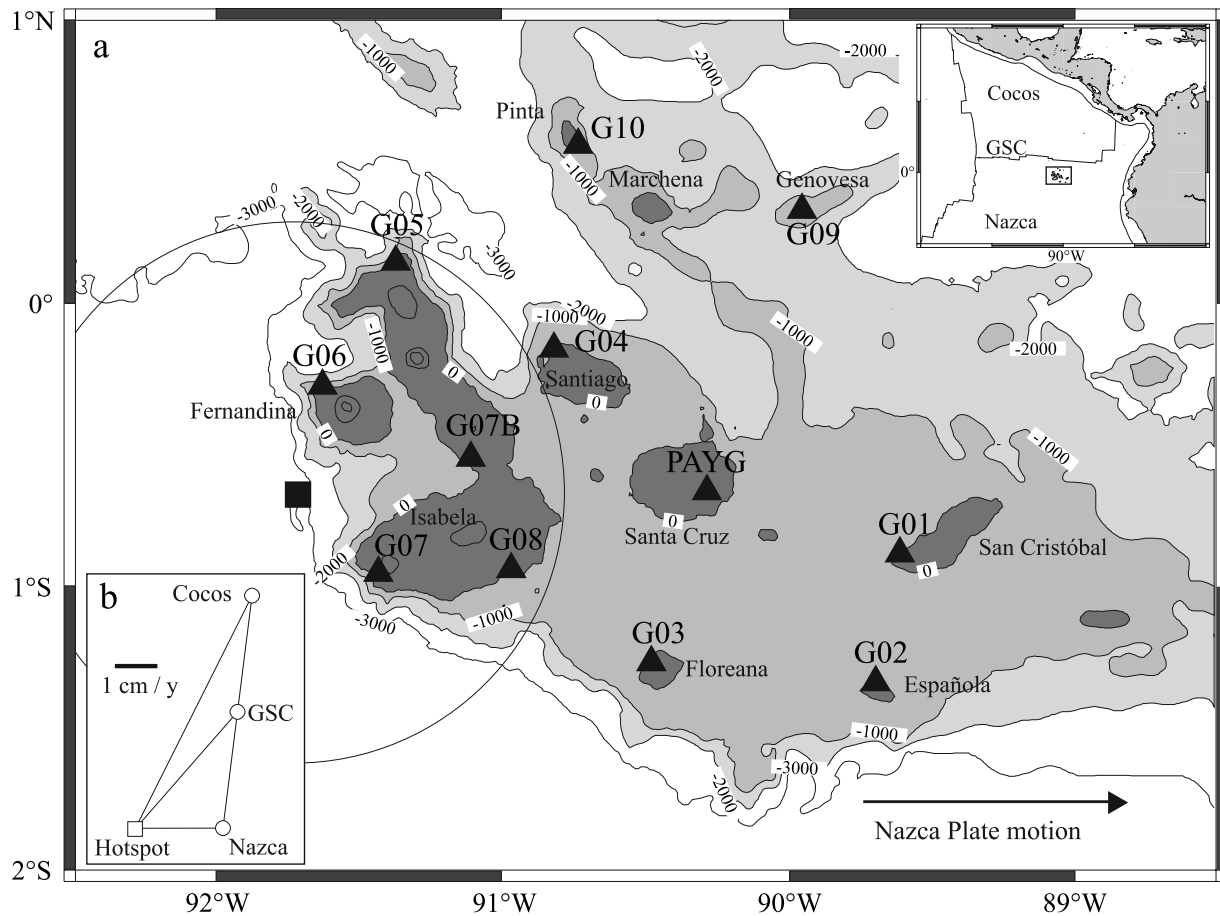 1°N
a
-1000
-2000
-2000
Cocos
GSC
0°
Nazca
90°W
Pinta
G10
-1000
Marchena
Genovesa
G09
-3000
-2000
G05
-3000
0°
-1000
-2000
-1000
G04
-1000
-2000
G06
Santiago
0
0
Fernandina
0
G07B
-1000
PAYG
0
Isabela
0
Santa Cruz
G01
San Cristóbal
0
G07
G08
-2000
1°S
b
Cocos
-1000
-3000
G03
Floreana
G02
Española
1 cm / y
GSC
-1000
-3000
-2000
Hotspot
Nazca
Nazca Plate motion
2°S
92°W
91°W
90°W
89°W